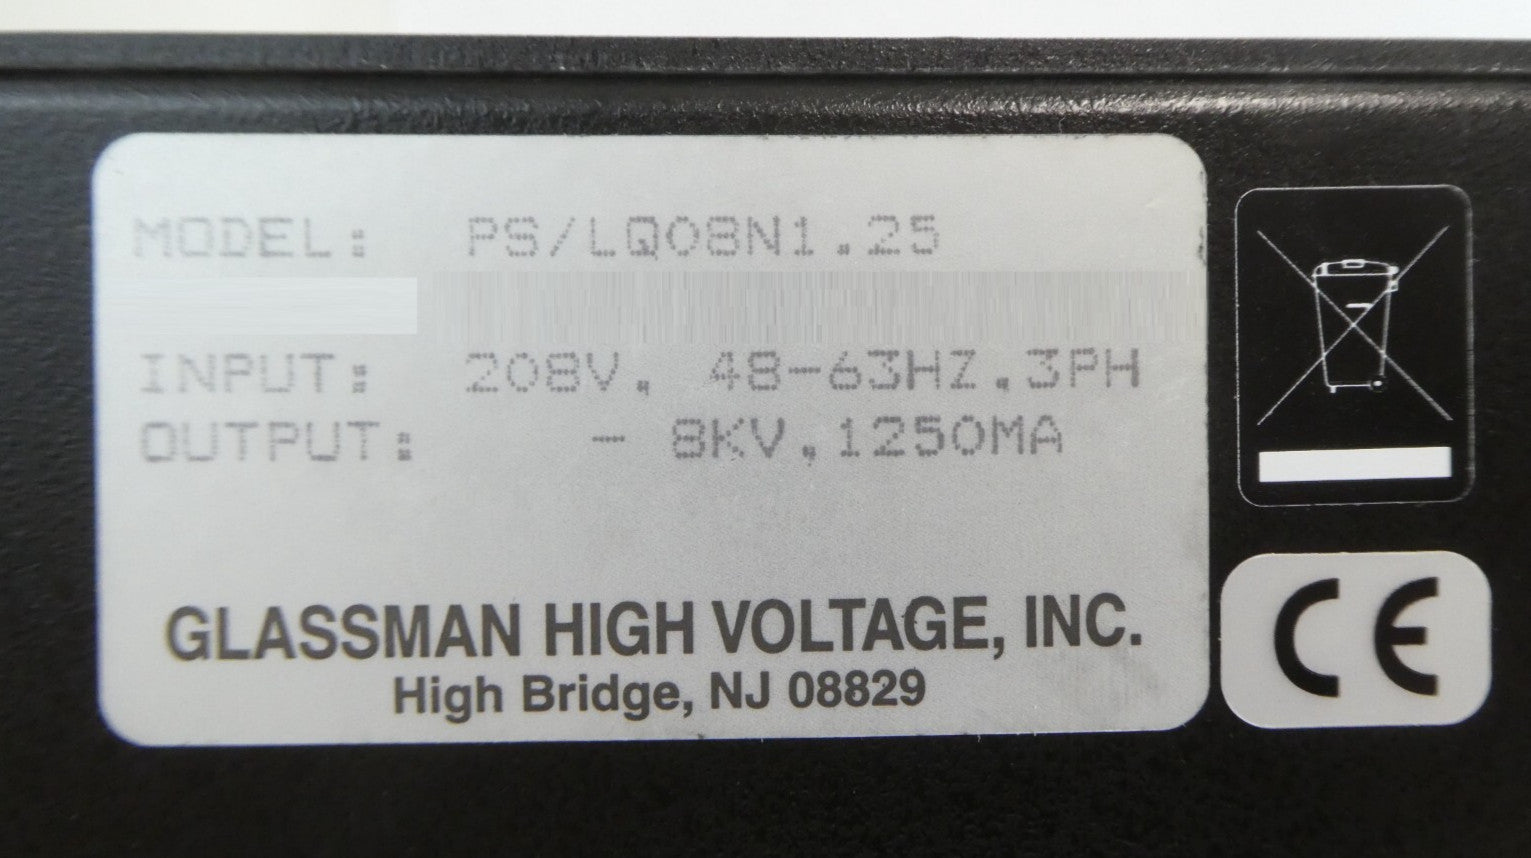 MODEL: PS/LQ08N1.25
INPUT: 208V, 48-63HZ,3PH
OUTPUT: - 8KV,1250MA
GLASSMAN HIGH VOLTAGE, INC.
High Bridge, NJ 08829
CE